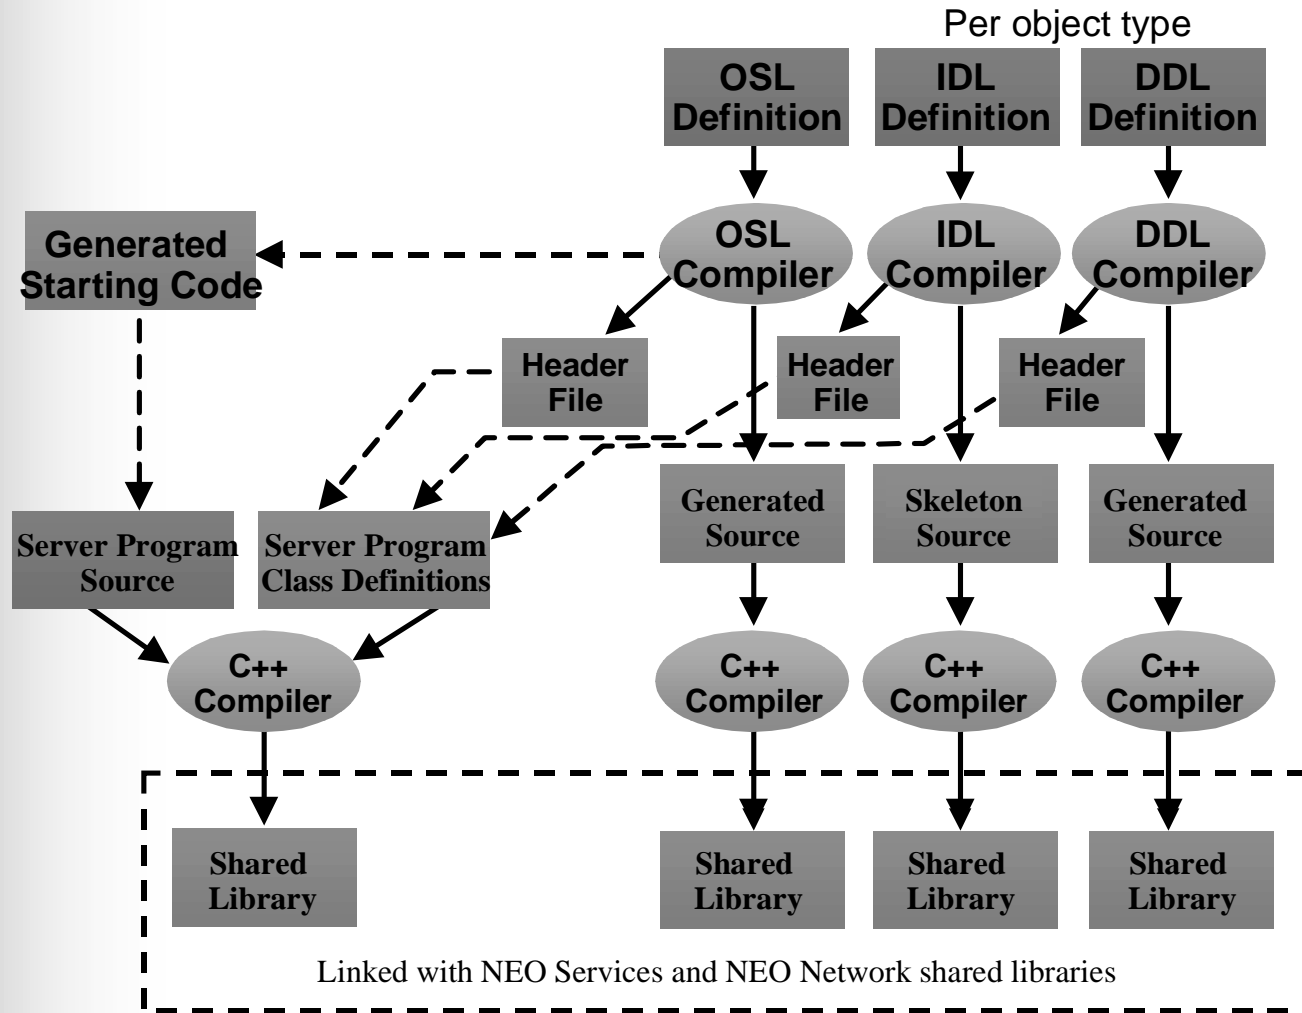 Per object type
OSL
Definition
IDL
Definition
DDL
Definition
Generated
Starting Code
OSL
Compiler
IDL
Compiler
DDL
Compiler
Header
File
Header
File
Header
File
Server Program
Source
Server Program
Class Definitions
Generated
Source
Skeleton
Source
Generated
Source
C++
Compiler
C++
Compiler
C++
Compiler
C++
Compiler
Shared
Library
Shared
Library
Shared
Library
Shared
Library
Linked with NEO Services and NEO Network shared libraries